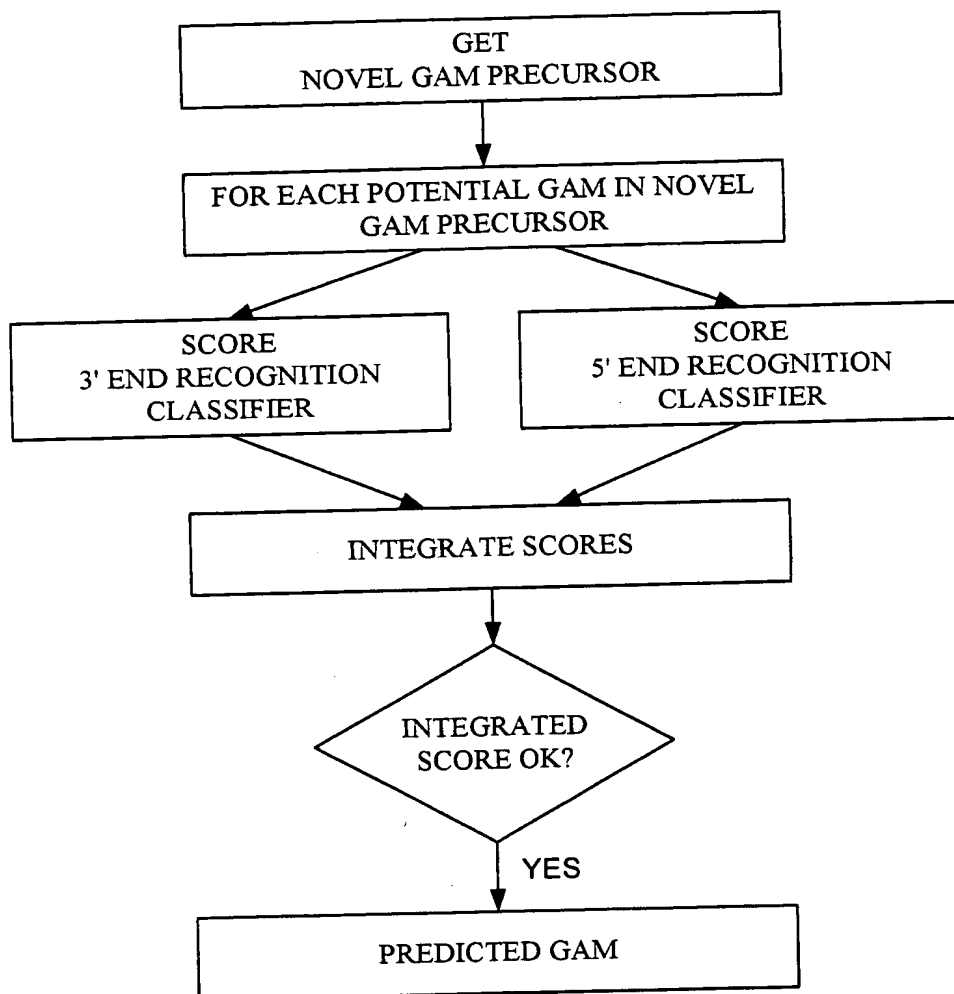 GET
NOVEL GAM PRECURSOR
FOR EACH POTENTIAL GAM IN NOVEL
GAM PRECURSOR
SCORE
3' END RECOGNITION
CLASSIFIER
SCORE
5' END RECOGNITION
CLASSIFIER
INTEGRATE SCORES
INTEGRATED
SCORE OK?
YES
PREDICTED GAM